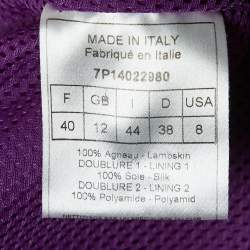 MADE IN ITALY
Fabriqué en Italie
7P14022980
F GB I D USA
40 12 44 38 8
100% Agneau - Lambskin
DOUBLURE 1 - LINING 1
100% Soie - Silk
DOUBLURE 2 - LINING 2
100% Polyamide - Polyamid